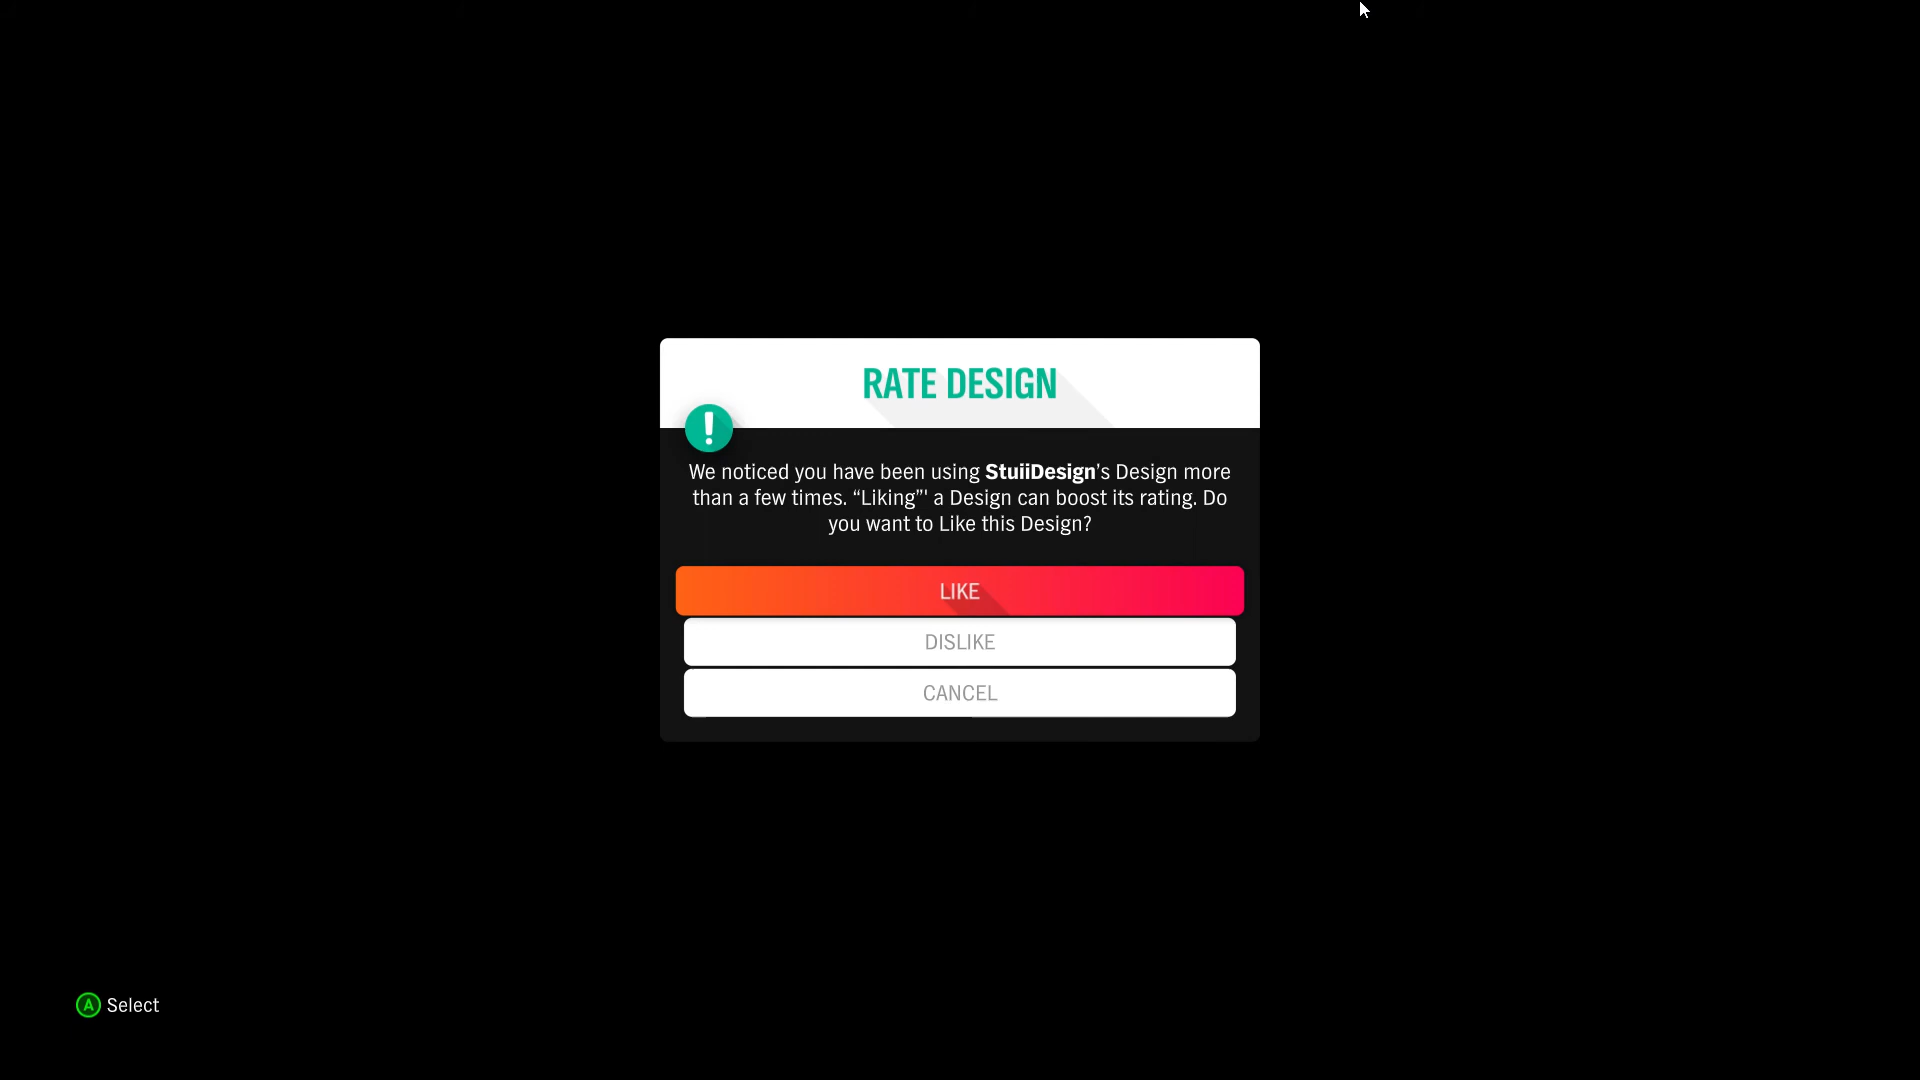 RATE DESIGN
!
We noticed you have been using StuiiDesign's Design more
than a few times. “Liking”' a Design can boost its rating. Do
you want to Like this Design?
LIKE
DISLIKE
CANCEL
A Select